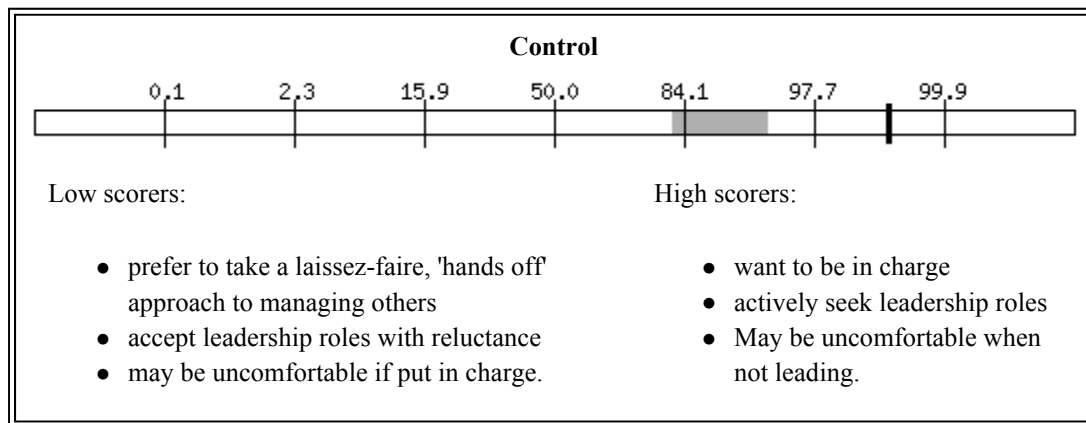 Control
0.1 2.3 15.9 50.0 84.1 97.7 99.9
Low scorers:
● prefer to take a laissez-faire, 'hands off'
approach to managing others
● accept leadership roles with reluctance
● may be uncomfortable if put in charge.
High scorers:
● want to be in charge
● actively seek leadership roles
● May be uncomfortable when
not leading.